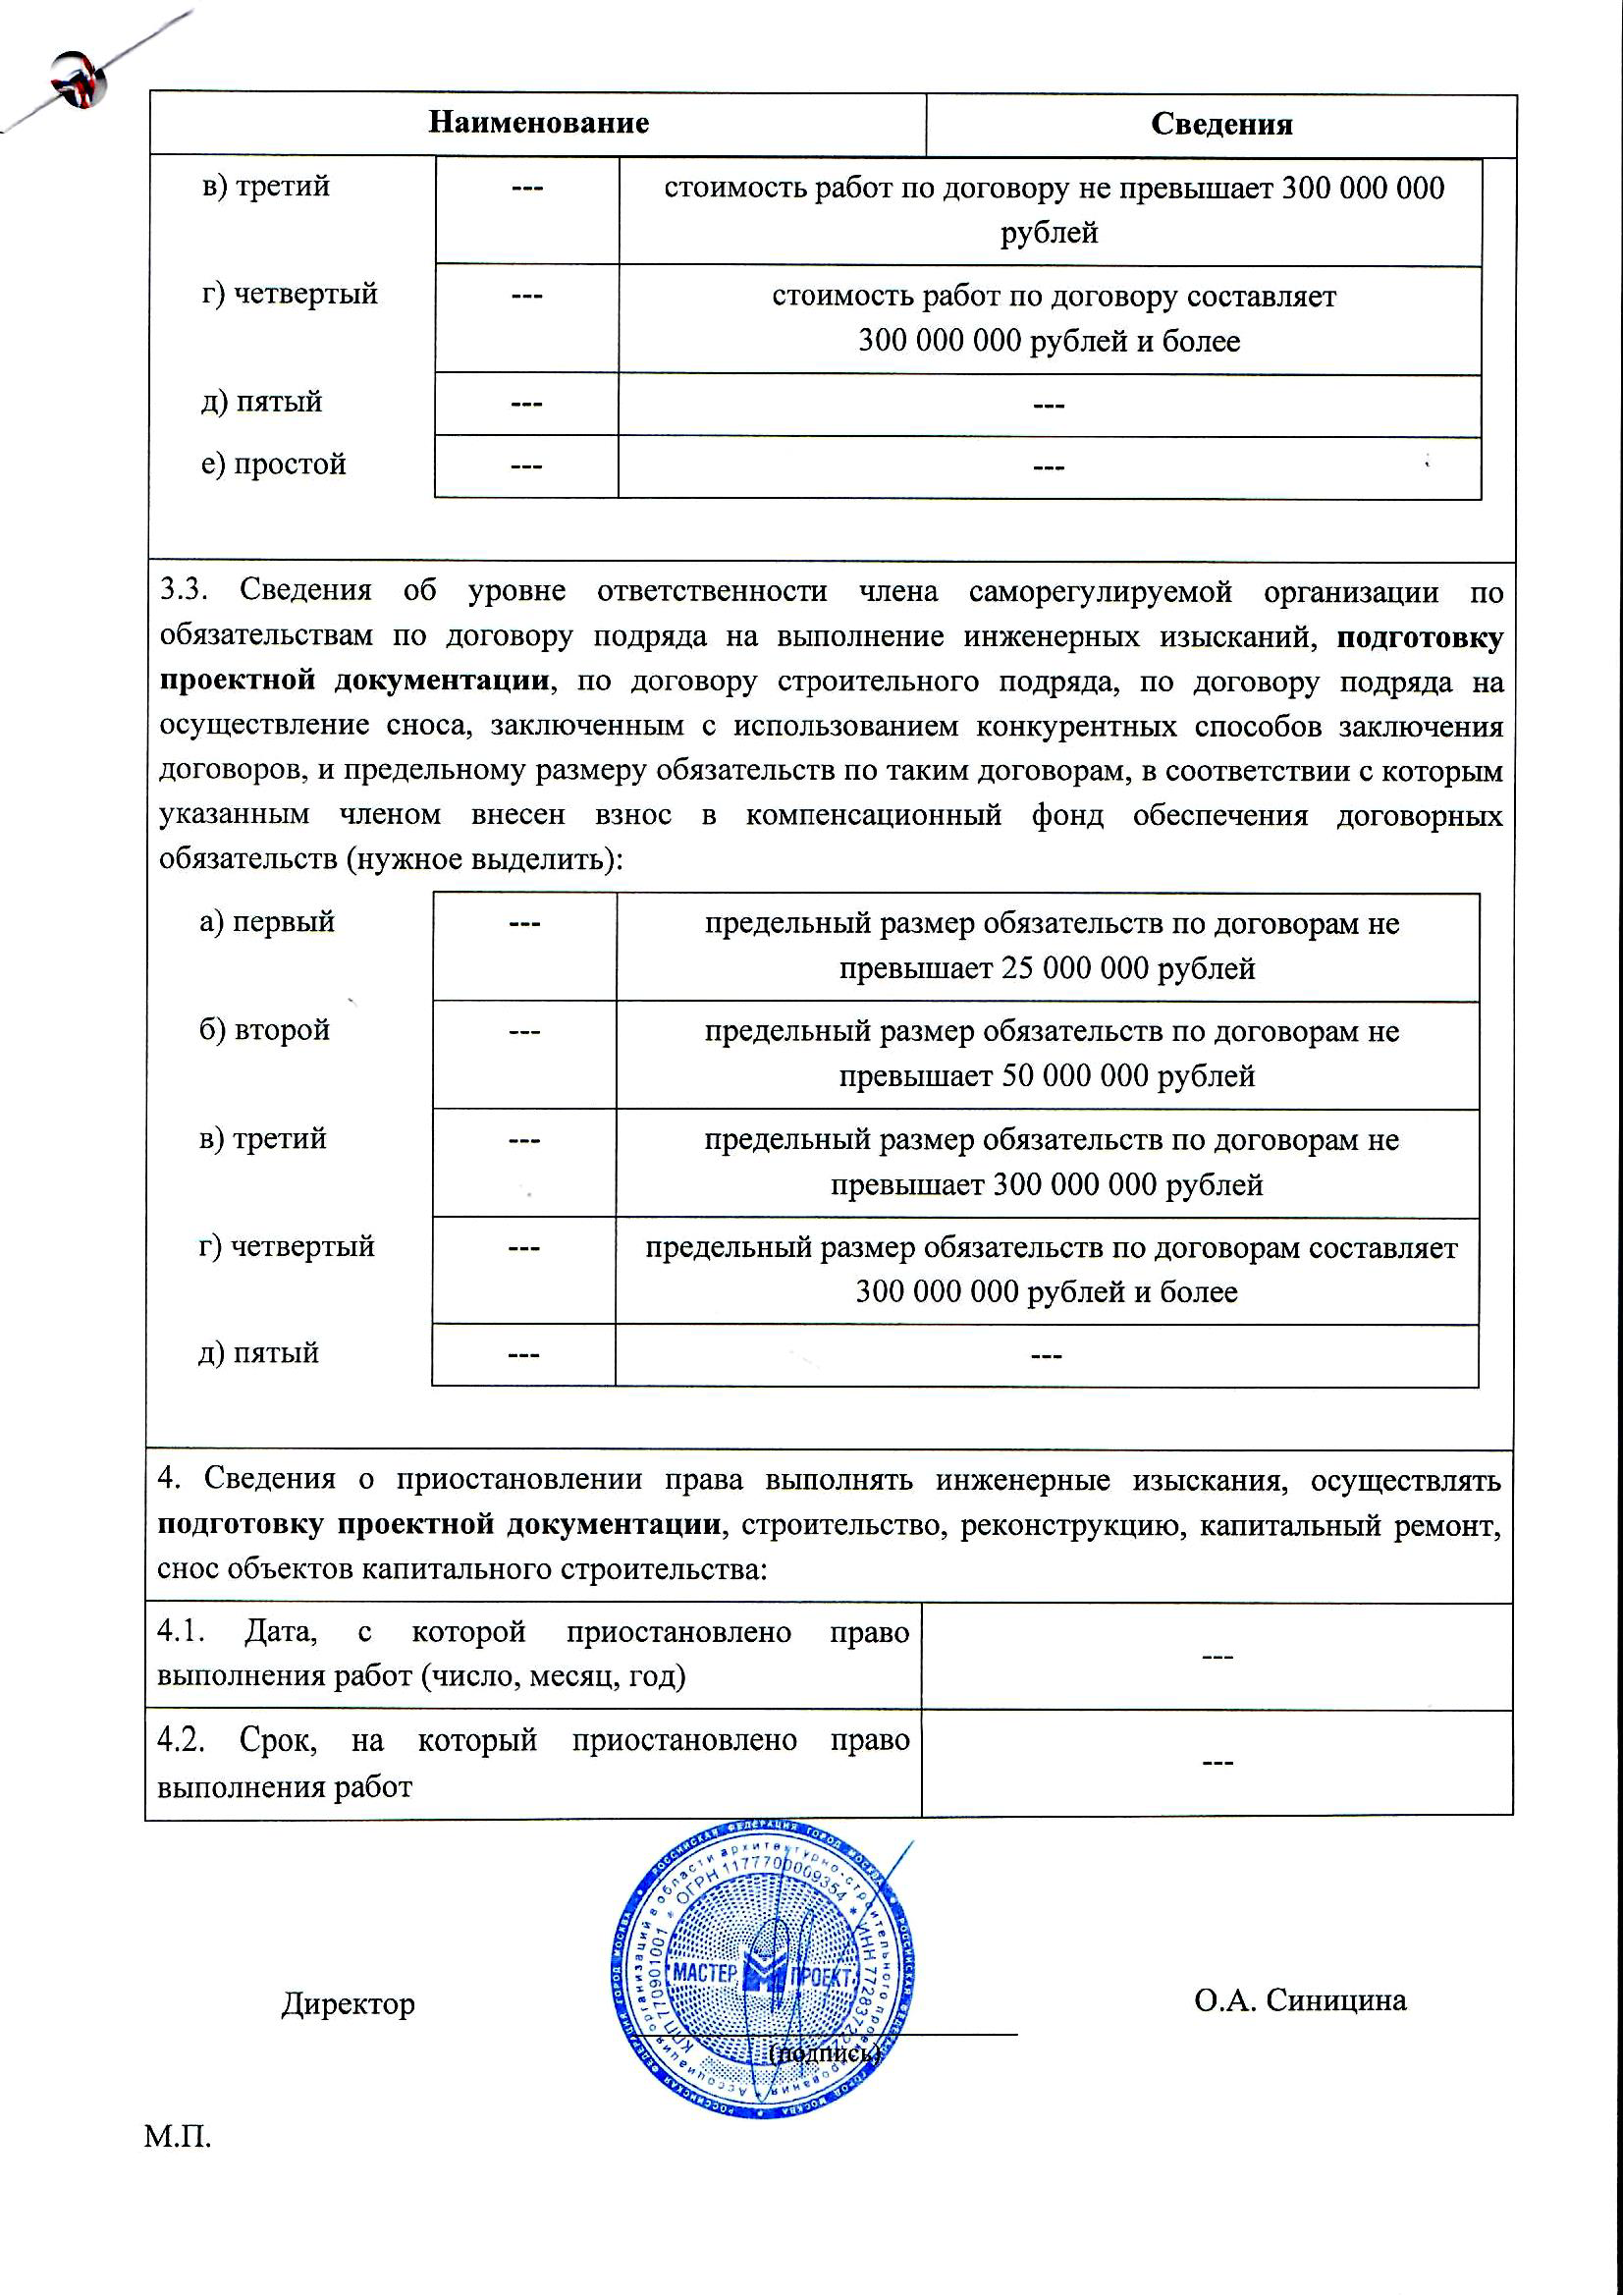 Наименование Сведения
в) третий --- стоимость работ по договору не превышает 300 000 000
рублей
г) четвертый --- стоимость работ по договору составляет
300 000 000 рублей и более
д) пятый --- ---
е) простой --- ---
3.3. Сведения об уровне ответственности члена саморегулируемой организации по
обязательствам по договору подряда на выполнение инженерных изысканий, подготовку
проектной документации, по договору строительного подряда, по договору подряда на
осуществление сноса, заключенным с использованием конкурентных способов заключения
договоров, и предельному размеру обязательств по таким договорам, в соответствии с которым
указанным членом внесен взнос в компенсационный фонд обеспечения договорных
обязательств (нужное выделить):
а) первый --- предельный размер обязательств по договорам не
превышает 25 000 000 рублей
б) второй --- предельный размер обязательств по договорам не
превышает 50 000 000 рублей
в) третий --- предельный размер обязательств по договорам не
превышает 300 000 000 рублей
г) четвертый --- предельный размер обязательств по договорам составляет
300 000 000 рублей и более
д) пятый --- ---
4. Сведения о приостановлении права выполнять инженерные изыскания, осуществлять
подготовку проектной документации, строительство, реконструкцию, капитальный ремонт,
снос объектов капитального строительства:
4.1. Дата, с которой приостановлено право
выполнения работ (число, месяц, год) ---
4.2. Срок, на который приостановлено право
выполнения работ ---
РОССИЙСКАЯ ФЕДЕРАЦИЯ ГОРОД МОСКВА
Ассоциация организаций в области архитектурно-строительного проектирования
КПП 770901001 * ОГРН 1177700009354 * ИНН
МАСТЕР ПРОЕКТ
Директор О.А. Синицина
(подпись)
М.П.